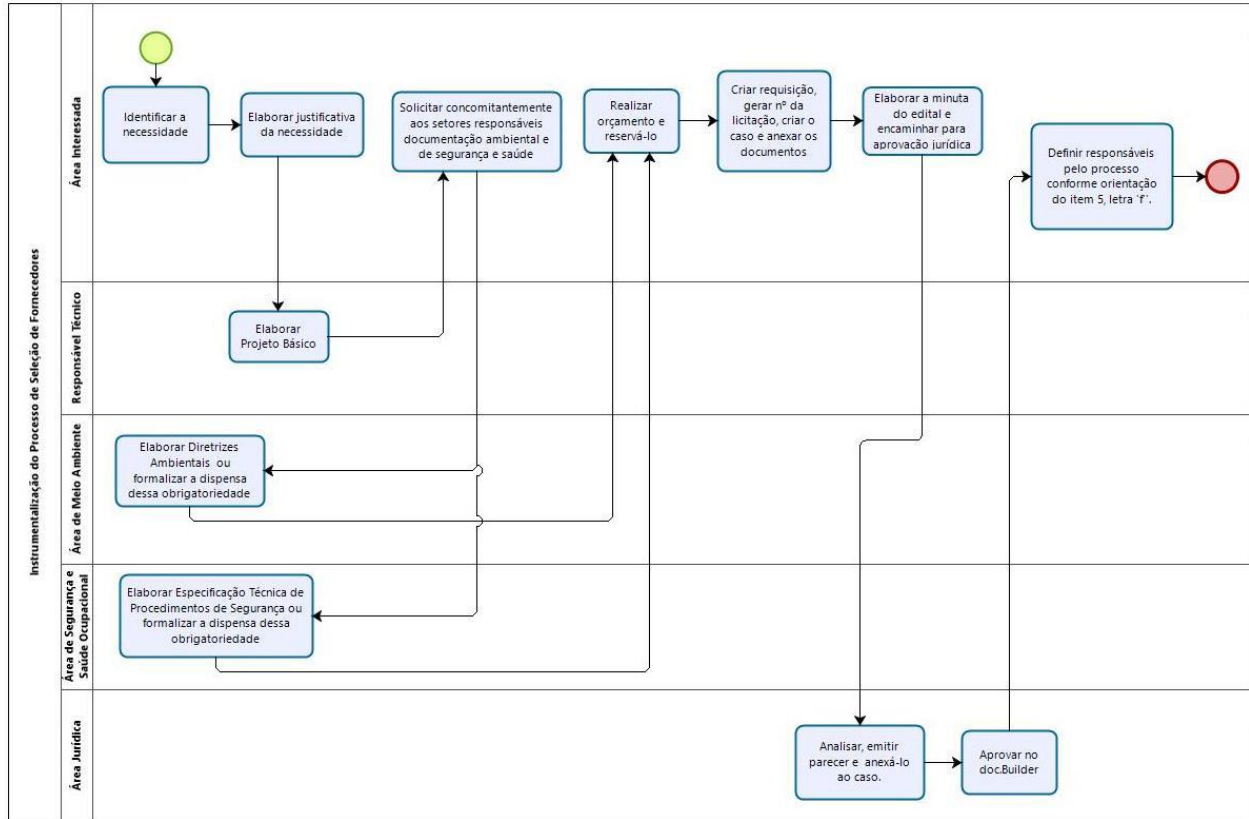 Instrumentalização do Processo de Seleção de Fornecedores
Área Interessada
Identificar a
necessidade
Elaborar justificativa
da necessidade
Solicitar concomitantemente
aos setores responsáveis
documentação ambiental e
de segurança e saúde
Realizar
orçamento e
reservá-lo
Criar requisição,
gerar nº da
licitação, criar o
caso e anexar os
documentos
Elaborar a minuta
do edital e
encaminhar para
aprovação jurídica
Definir responsáveis
pelo processo
conforme orientação
do item 5, letra ‘f’’.
Responsável Técnico
Elaborar
Projeto Básico
Área de Meio Ambiente
Elaborar Diretrizes
Ambientais ou
formalizar a dispensa
dessa obrigatoriedade
Área de Segurança e
Saúde Ocupacional
Elaborar Especificação Técnica de
Procedimentos de Segurança ou
formalizar a dispensa dessa
obrigatoriedade
Área Jurídica
Analisar, emitir
parecer e anexá-lo
ao caso.
Aprovar no
doc.Builder